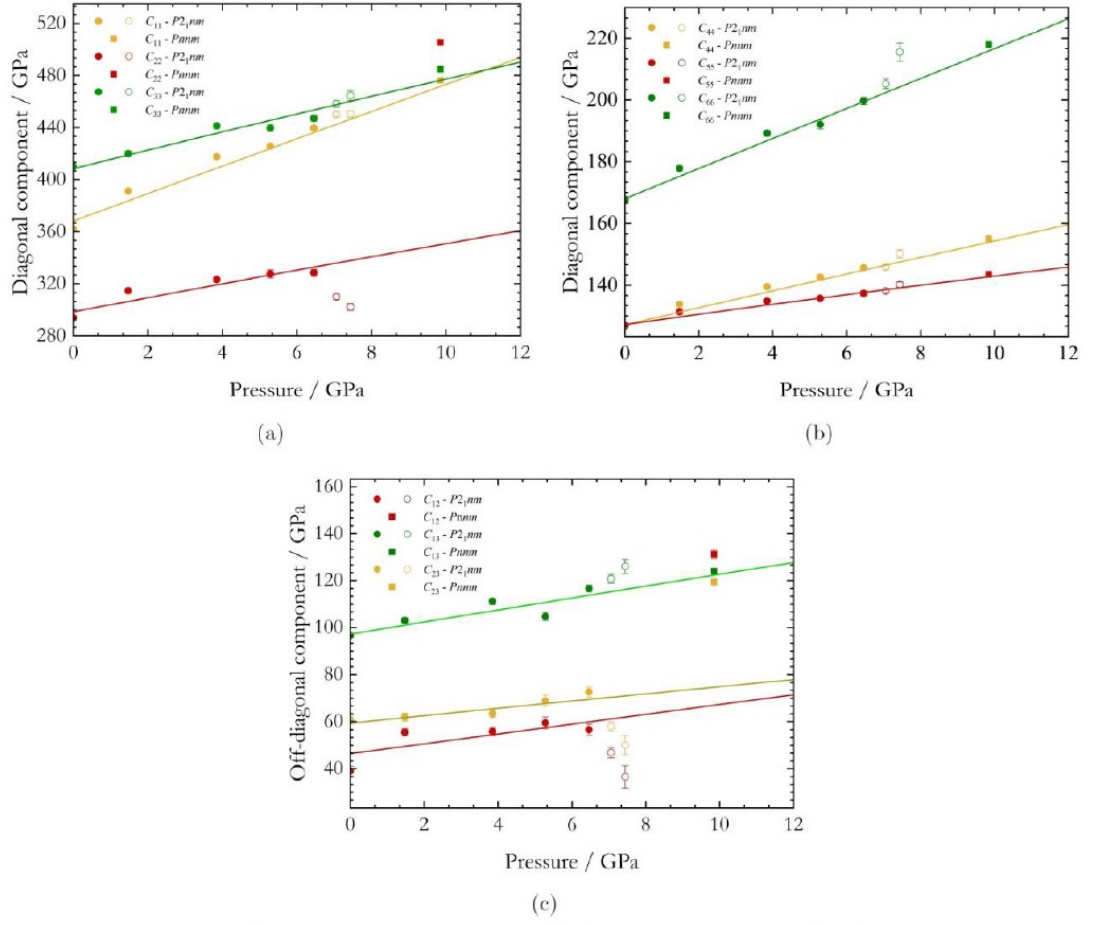 520
480
440
400
360
320
280
Diagonal component / GPa
C11 - P21nm
C11 - Pnnm
C22 - P21nm
C22 - Pnnm
C33 - P21nm
C33 - Pnnm
0 2 4 6 8 10 12
Pressure / GPa
(a)
220
200
180
160
140
Diagonal component / GPa
C44 - P21nm
C44 - Pnnm
C55 - P21nm
C55 - Pnnm
C66 - P21nm
C66 - Pnnm
0 2 4 6 8 10 12
Pressure / GPa
(b)
160
140
120
100
80
60
40
Off-diagonal component / GPa
C12 - P21nm
C12 - Pnnm
C13 - P21nm
C13 - Pnnm
C23 - P21nm
C23 - Pnnm
0 2 4 6 8 10 12
Pressure / GPa
(c)